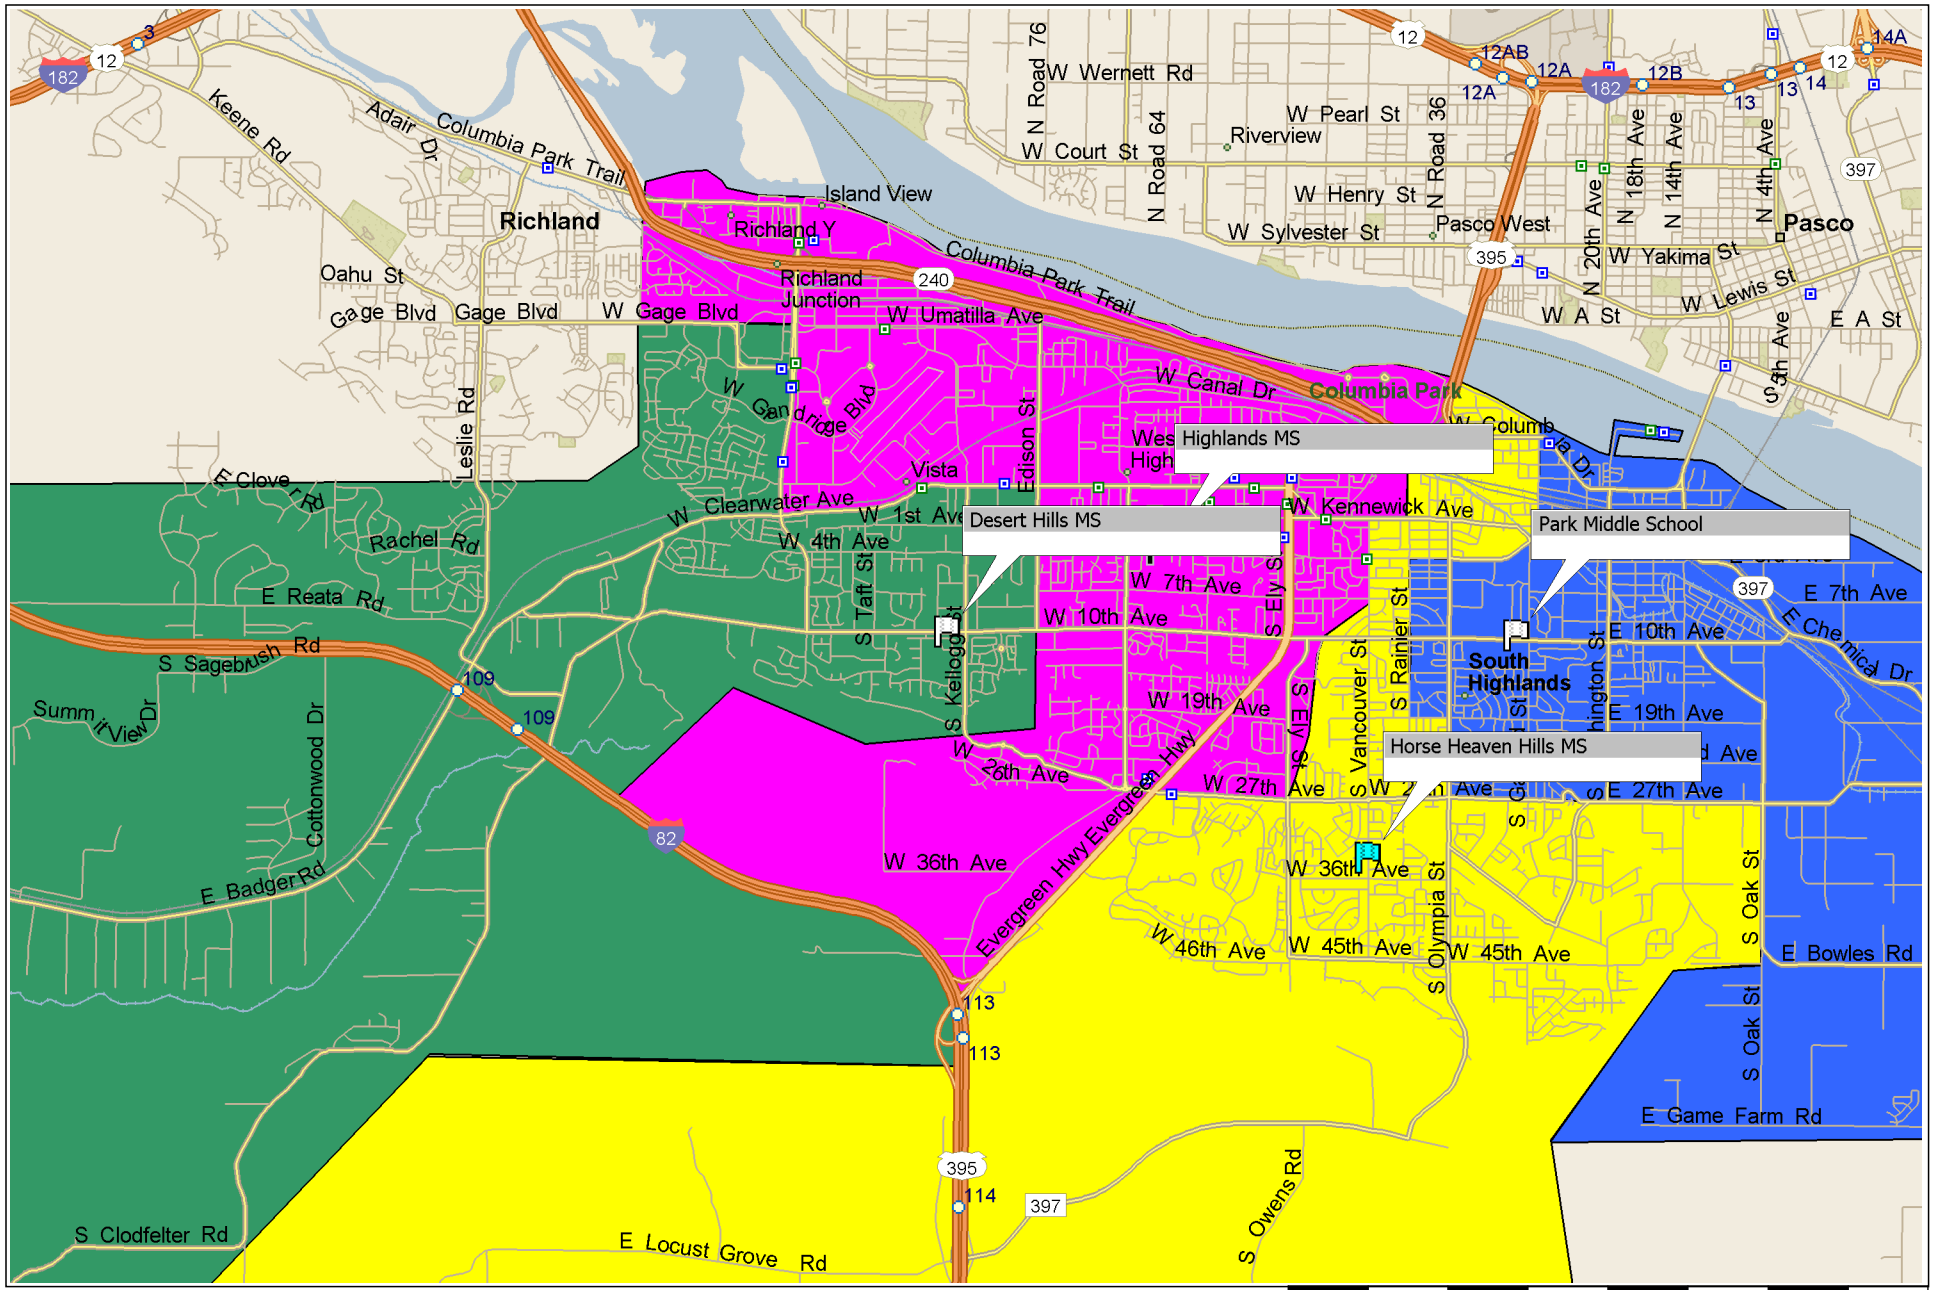 3
12
182
Keene Rd
Adair Dr
Columbia Park Trail
Richland
Oahu St
Gage Blvd
Gage Blvd
W Gage Blvd
Leslie Rd
Island View
Richland Y
Richland
Junction
240
Columbia Park Trail
W Umatilla Ave
W Canal Dr
Columbia Park
W N Road 76
W Wernett Rd
W Court St
N Road 64
Riverview
W Pearl St
N Road 36
W Henry St
W Sylvester St
Pasco West
395
12
12AB
12A
12A
182
12B
13
13
14
12
14A
N 20th Ave
N 18th Ave
N 14th Ave
N 4th Ave
397
Pasco
W Yakima St
W Lewis St
W A St
E A St
S 5th Ave
W Grandridge Blvd
Edison St
Vista
W Clearwater Ave
W 1st Ave
W 4th Ave
Highlands MS
Desert Hills MS
Park Middle School
Horse Heaven Hills MS
W Columbia Dr
W Kennewick Ave
E Clover Rd
Rachel Rd
E Reata Rd
S Sagebrush Rd
Summit View Dr
Cottonwood Dr
E Badger Rd
109
109
82
S Taft St
S Kellogg St
W 7th Ave
W 10th Ave
S Ely St
S Ely St
W 19th Ave
W 26th Ave
W 27th Ave
Evergreen Hwy
Evergreen Hwy
W 36th Ave
S Vancouver St
S Rainier St
South
Highlands
397
E 7th Ave
E 10th Ave
E Chemical Dr
E 19th Ave
E 27th Ave
W 36th Ave
S Olympia St
W 46th Ave
W 45th Ave
W 45th Ave
S Oak St
S Oak St
E Bowles Rd
E Game Farm Rd
113
113
395
114
397
S Owens Rd
S Clodfelter Rd
E Locust Grove Rd